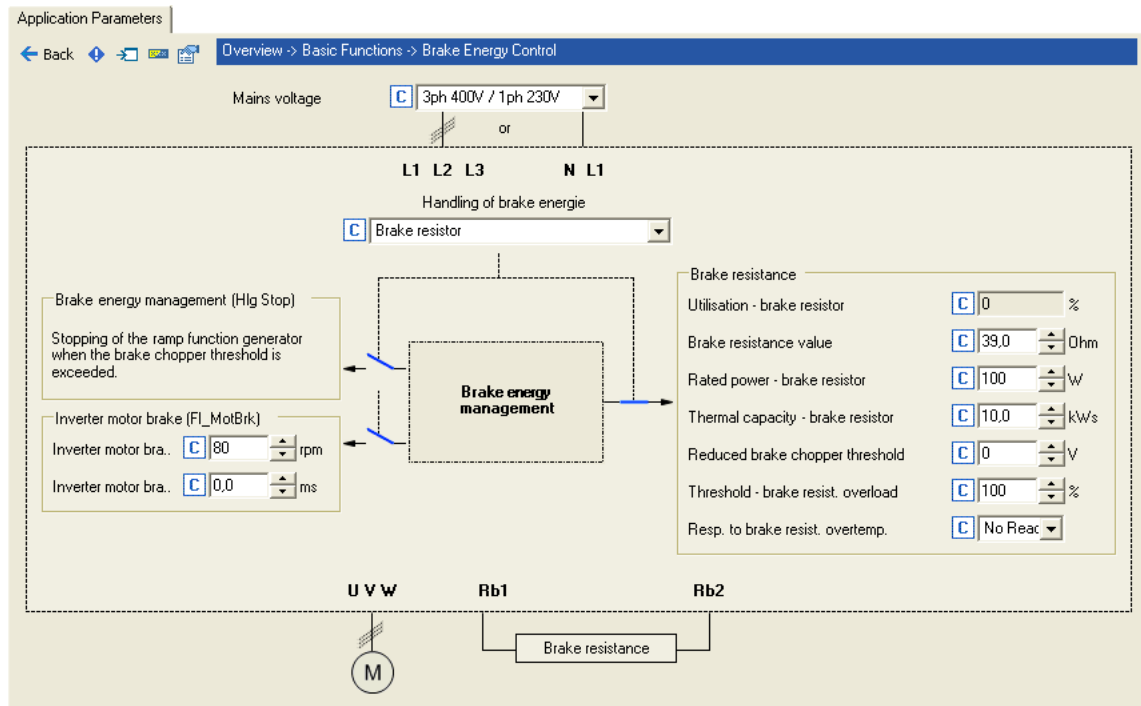 Application Parameters
Back
Overview -> Basic Functions -> Brake Energy Control
Mains voltage C 3ph 400V / 1ph 230V
or
L1 L2 L3 N L1
Handling of brake energie
C Brake resistor
Brake energy management (Hlg Stop)
Stopping of the ramp function generator
when the brake chopper threshold is
exceeded.
Inverter motor brake (FI_MotBrk)
Inverter motor bra.. C 80 rpm
Inverter motor bra.. C 0,0 ms
Brake energy
management
Brake resistance
Utilisation - brake resistor C 0 %
Brake resistance value C 39,0 Ohm
Rated power - brake resistor C 100 W
Thermal capacity - brake resistor C 10,0 kWs
Reduced brake chopper threshold C 0 V
Threshold - brake resist. overload C 100 %
Resp. to brake resist. overtemp. C No Reac
U V W Rb1 Rb2
Brake resistance
M